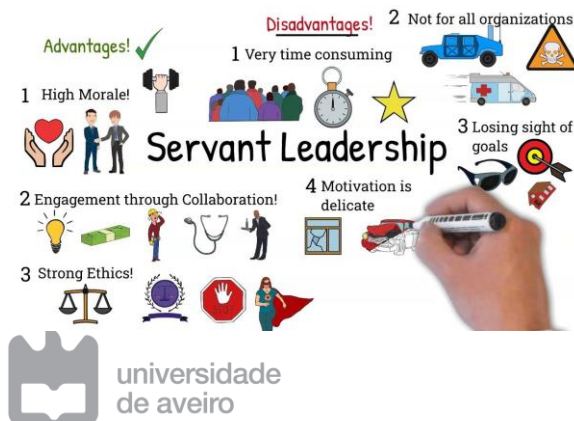 Advantages!
1 High Morale!
2 Engagement through Collaboration!
3 Strong Ethics!
Servant Leadership
Disadvantages!
1 Very time consuming
2 Not for all organizations
3 Losing sight of
goals
4 Motivation is
delicate
STOP
universidade
de aveiro